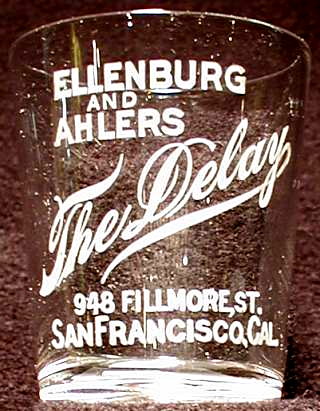 ELLENBURG
AND
AHLERS
The Delay
948 FILLMORE, ST.
SAN FRANCISCO, CAL